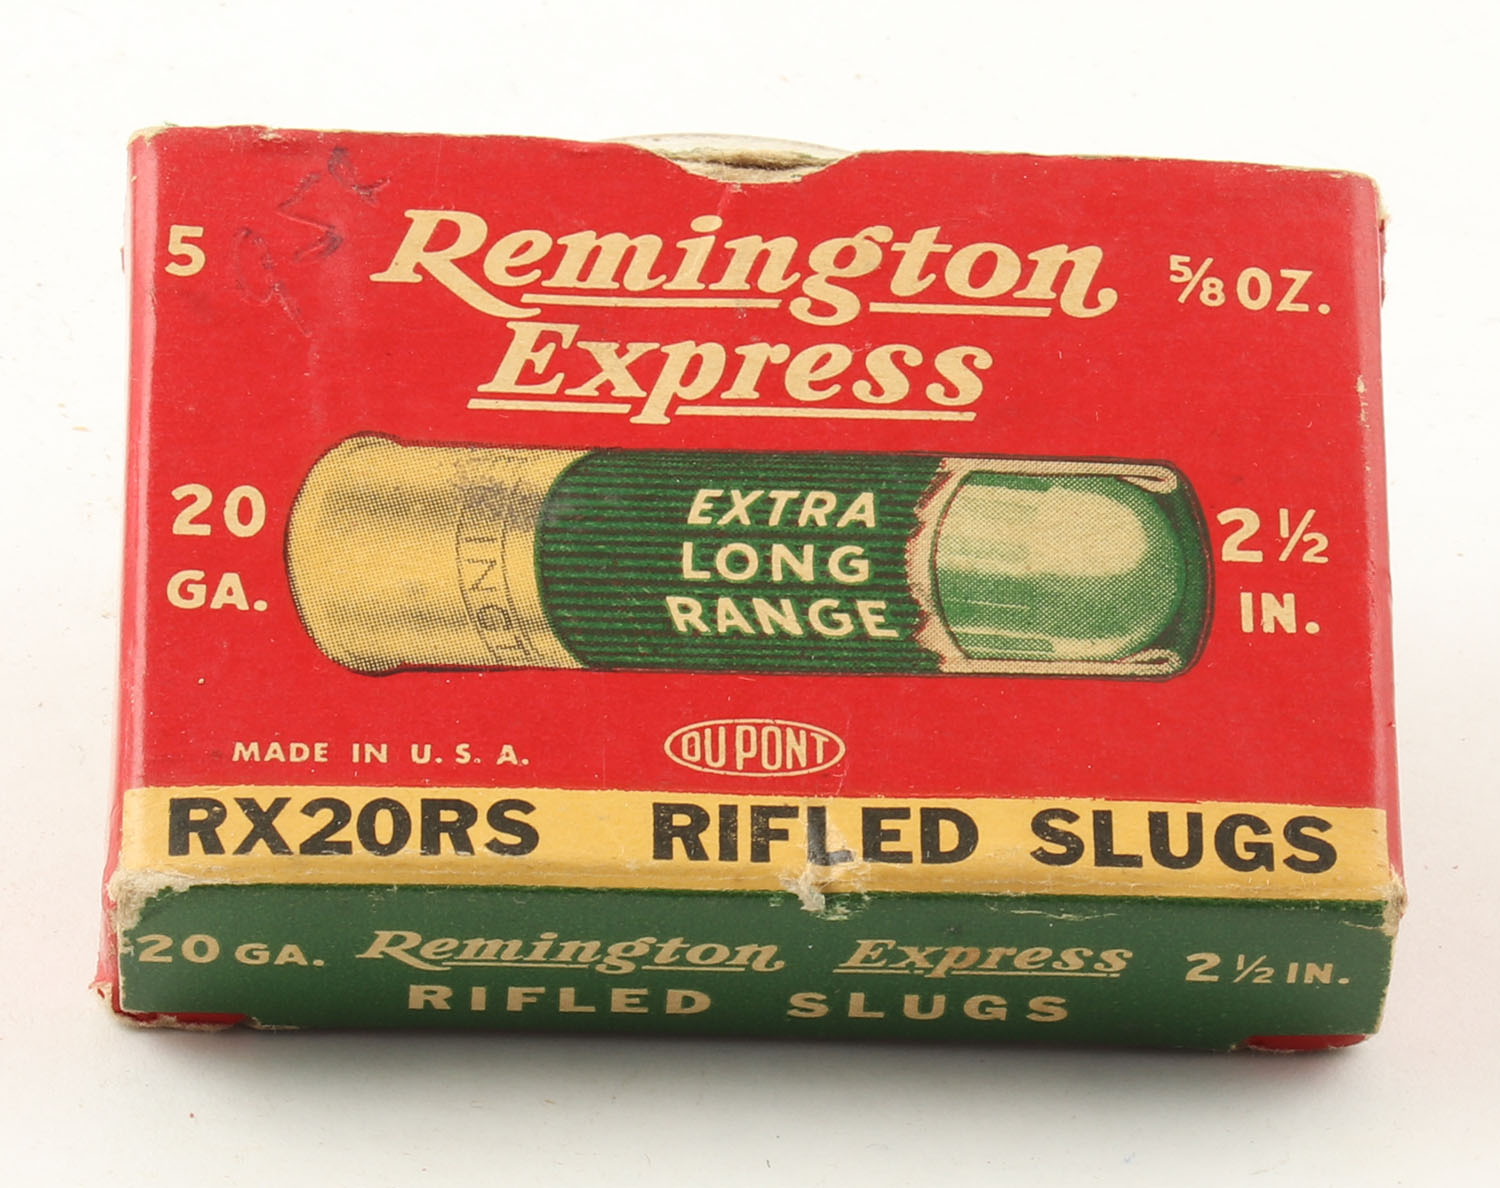 5
Remington
Express
5/8 OZ.
20
GA.
INGT
EXTRA
LONG
RANGE
2 1/2
IN.
MADE IN U. S. A.
DU PONT
RX20RS RIFLED SLUGS
20 GA. Remington Express 2 1/2 IN.
RIFLED SLUGS